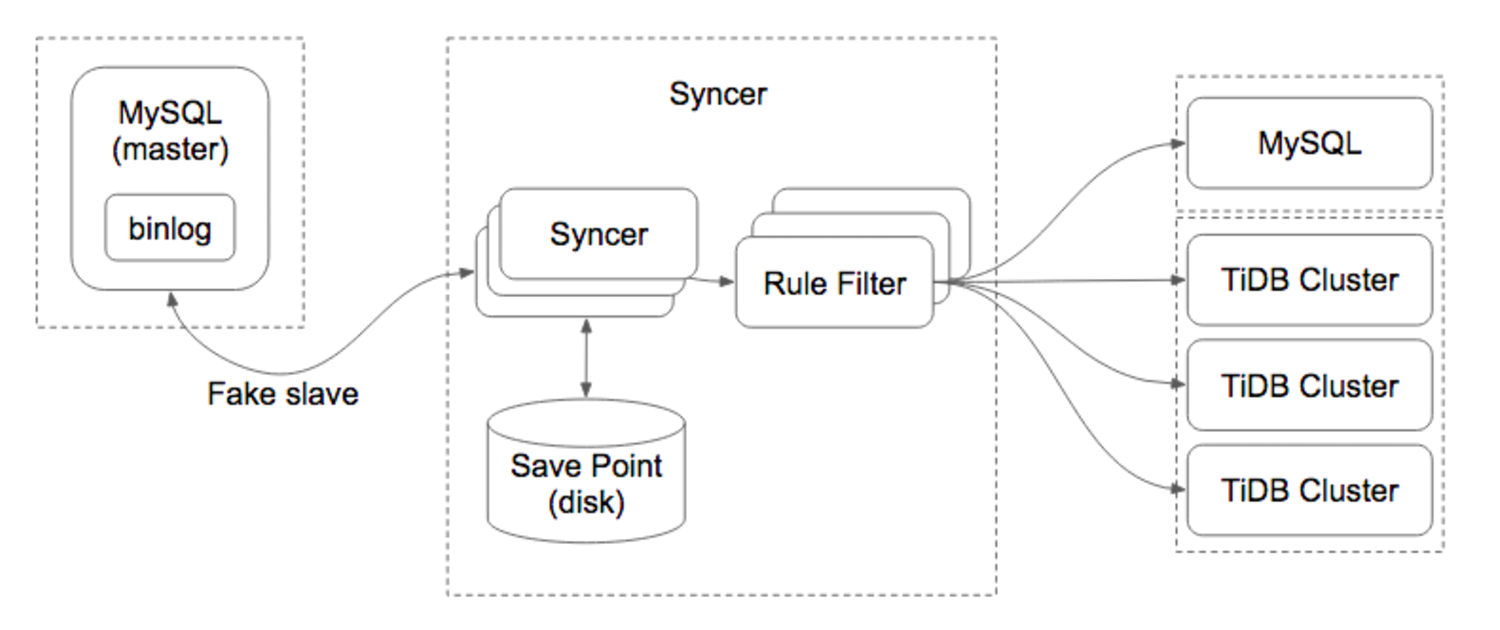 MySQL
(master)
binlog
Fake slave
Syncer
Syncer
Rule Filter
Save Point
(disk)
MySQL
TiDB Cluster
TiDB Cluster
TiDB Cluster